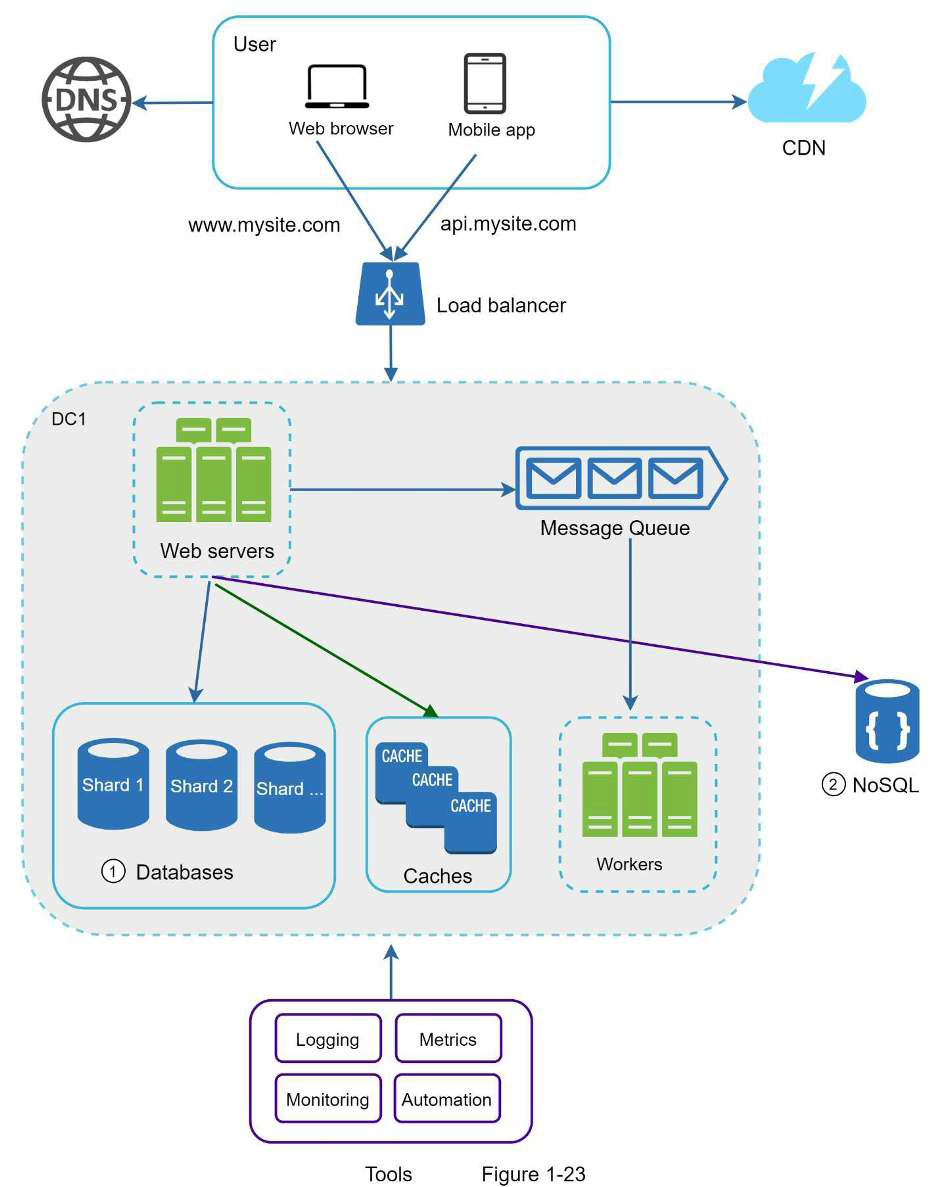 User
DNS
Web browser
Mobile app
CDN
www.mysite.com
api.mysite.com
Load balancer
DC1
Web servers
Message Queue
Shard 1
Shard 2
Shard ...
① Databases
CACHE
CACHE
CACHE
Caches
Workers
② NoSQL
{ }
Logging
Metrics
Monitoring
Automation
Tools
Figure 1-23